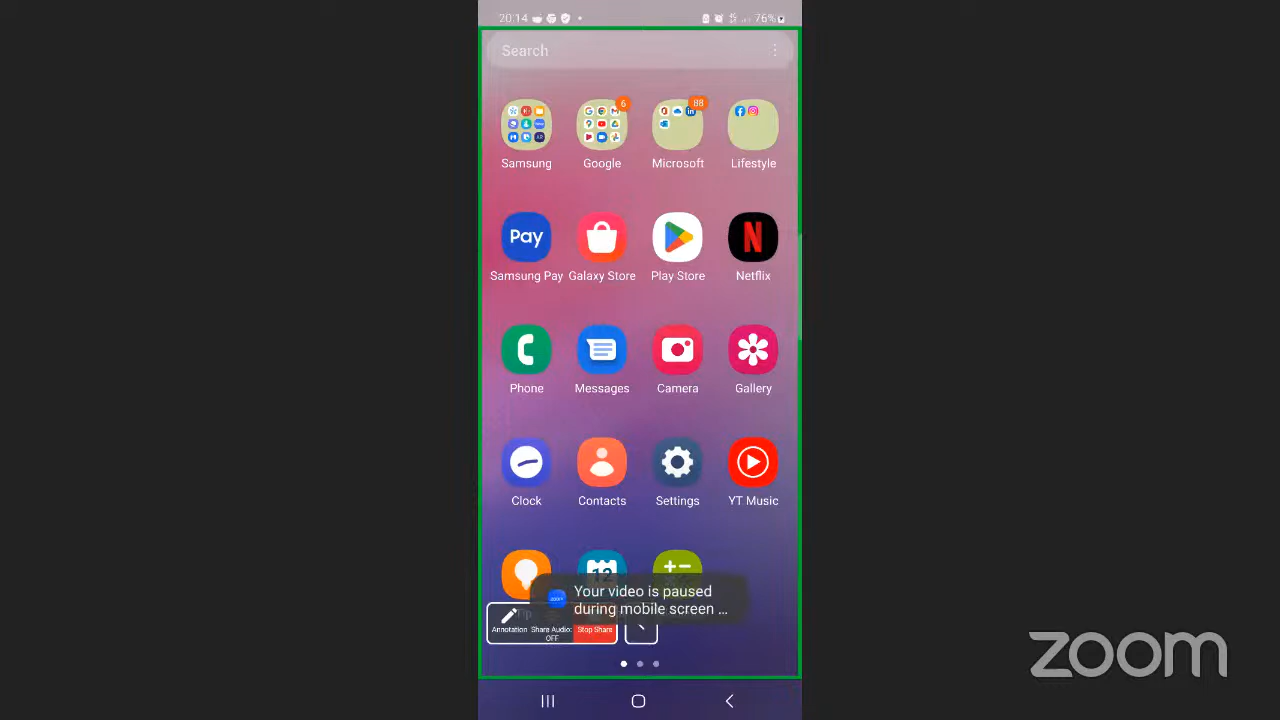 20:14
76%
Search
6
88
Samsung
Google
Microsoft
Lifestyle
Pay
N
Samsung Pay
Galaxy Store
Play Store
Netflix
Phone
Messages
Camera
Gallery
Clock
Contacts
Settings
YT Music
12
Your video is paused
during mobile screen ...
Annotation
Share Audio:
OFF
Stop Share
zoom